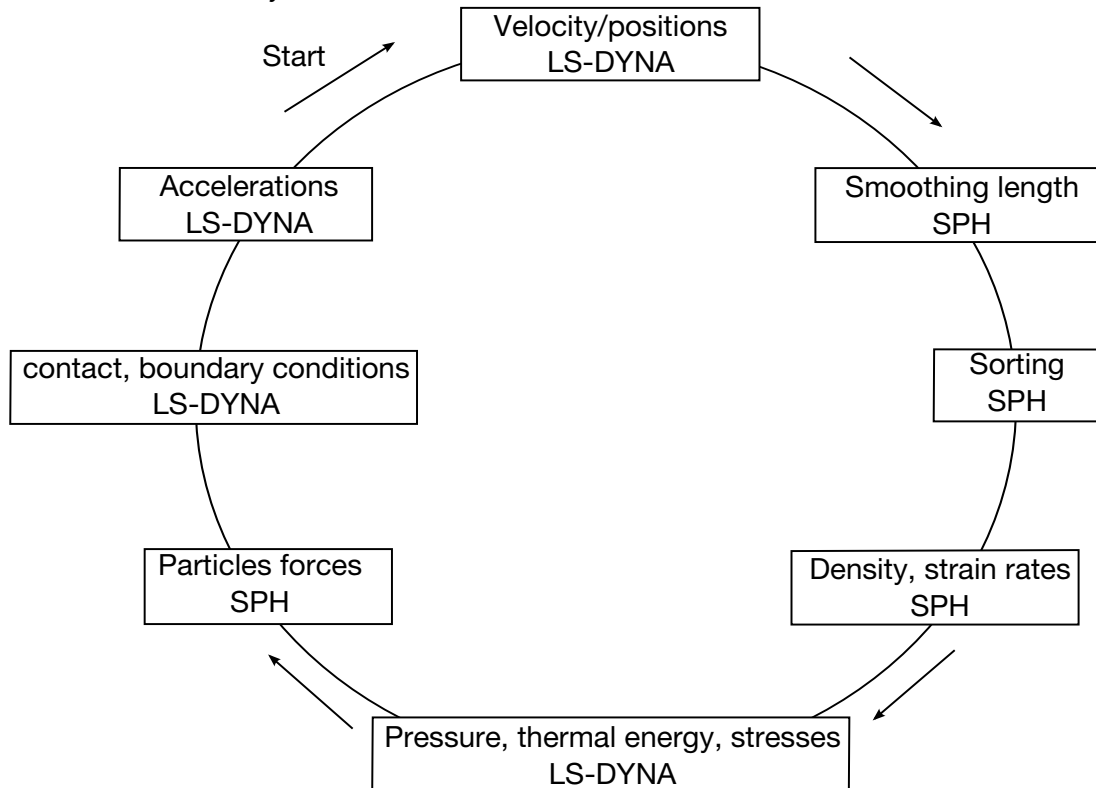 Velocity/positions
LS-DYNA
Start
Accelerations
LS-DYNA
Smoothing length
SPH
contact, boundary conditions
LS-DYNA
Sorting
SPH
Particles forces
SPH
Density, strain rates
SPH
Pressure, thermal energy, stresses
LS-DYNA